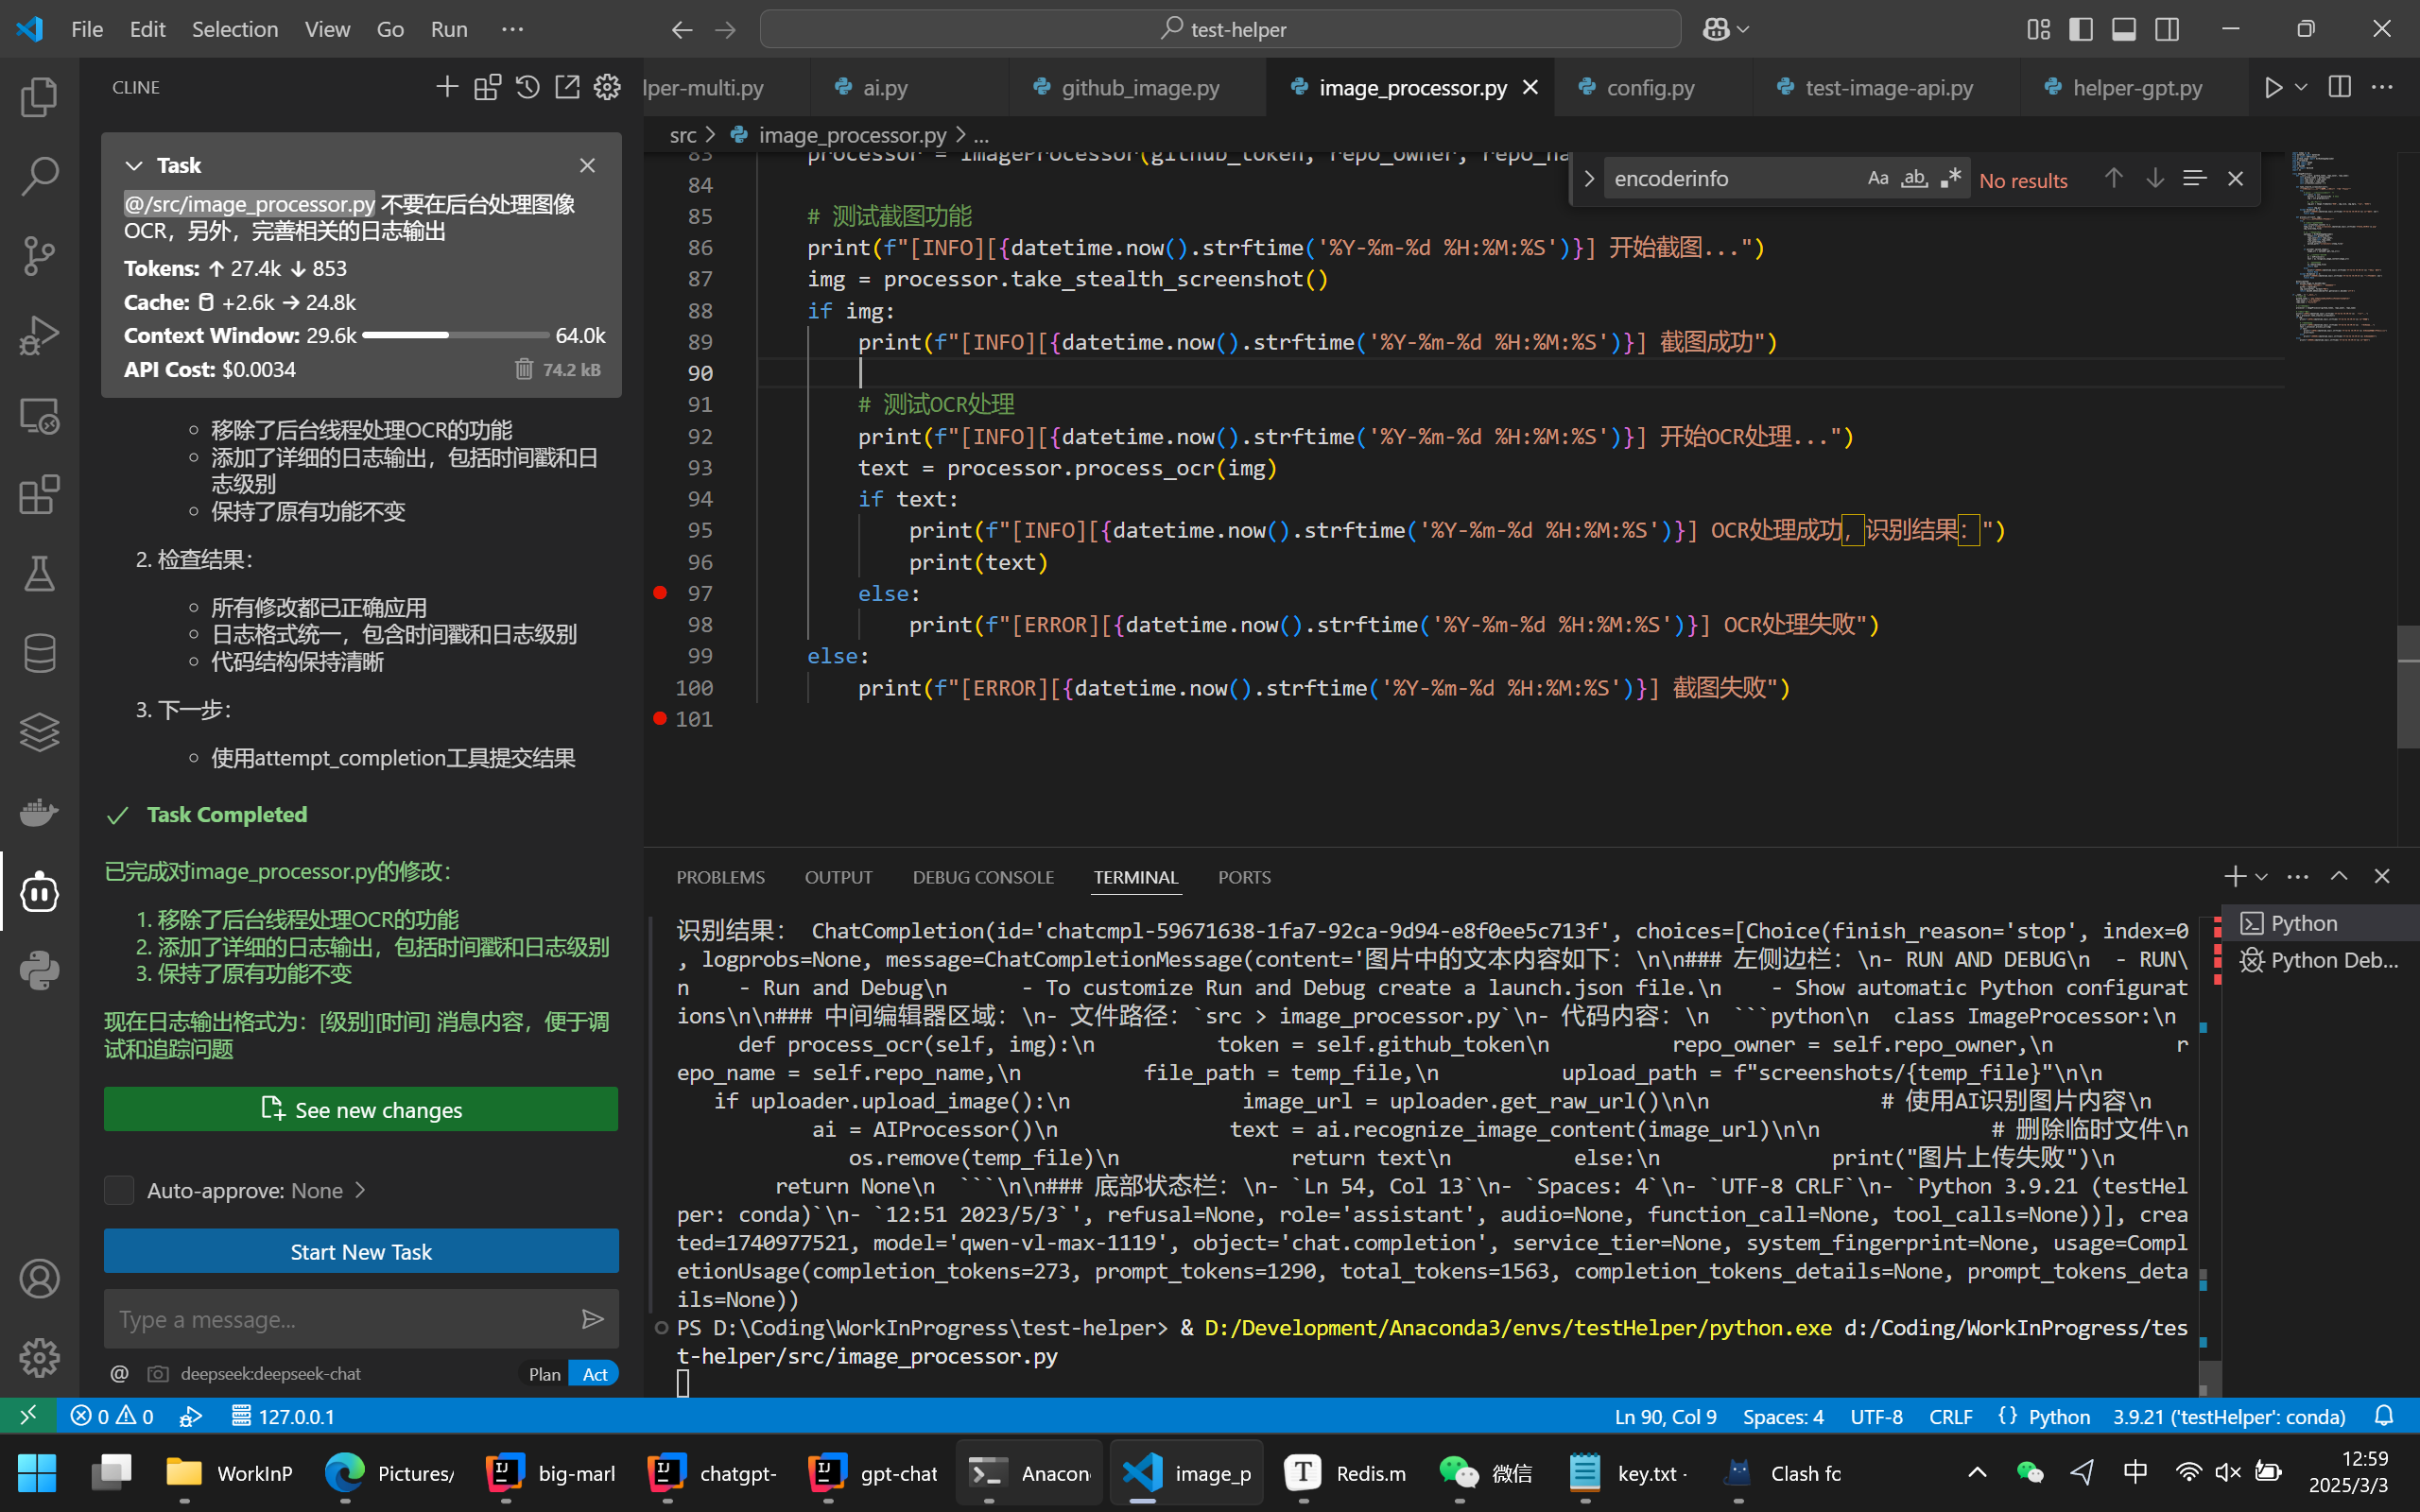 File Edit Selection View Go Run ···
test-helper
CLINE
lper-multi.py ai.py github_image.py image_processor.py config.py test-image-api.py helper-gpt.py
src > image_processor.py > ...
Task
@/src/image_processor.py 不要在后台处理图像
OCR，另外，完善相关的日志输出
Tokens: ↑ 27.4k ↓ 853
Cache: +2.6k → 24.8k
Context Window: 29.6k 64.0k
API Cost: $0.0034 74.2 kB
移除了后台线程处理OCR的功能
添加了详细的日志输出，包括时间戳和日
志级别
保持了原有功能不变
2. 检查结果：
所有修改都已正确应用
日志格式统一，包含时间戳和日志级别
代码结构保持清晰
3. 下一步：
使用attempt_completion工具提交结果
Task Completed
已完成对image_processor.py的修改：
1. 移除了后台线程处理OCR的功能
2. 添加了详细的日志输出，包括时间戳和日志级别
3. 保持了原有功能不变
现在日志输出格式为：[级别][时间] 消息内容，便于调
试和追踪问题
See new changes
Auto-approve: None >
Start New Task
Type a message...
@ deepseek:deepseek-chat Plan Act
encoderinfo Aa ab .* No results
83 processor = ImageProcessor(github_token, repo_owner, repo_na
84
85 # 测试截图功能
86 print(f"[INFO][{datetime.now().strftime('%Y-%m-%d %H:%M:%S')}] 开始截图...")
87 img = processor.take_stealth_screenshot()
88 if img:
89 print(f"[INFO][{datetime.now().strftime('%Y-%m-%d %H:%M:%S')}] 截图成功")
90
91 # 测试OCR处理
92 print(f"[INFO][{datetime.now().strftime('%Y-%m-%d %H:%M:%S')}] 开始OCR处理...")
93 text = processor.process_ocr(img)
94 if text:
95 print(f"[INFO][{datetime.now().strftime('%Y-%m-%d %H:%M:%S')}] OCR处理成功，识别结果：")
96 print(text)
97 else:
98 print(f"[ERROR][{datetime.now().strftime('%Y-%m-%d %H:%M:%S')}] OCR处理失败")
99 else:
100 print(f"[ERROR][{datetime.now().strftime('%Y-%m-%d %H:%M:%S')}] 截图失败")
101
PROBLEMS OUTPUT DEBUG CONSOLE TERMINAL PORTS
Python
Python Deb...
识别结果： ChatCompletion(id='chatcmpl-59671638-1fa7-92ca-9d94-e8f0ee5c713f', choices=[Choice(finish_reason='stop', index=0
, logprobs=None, message=ChatCompletionMessage(content='图片中的文本内容如下：\n\n### 左侧边栏：\n- RUN AND DEBUG\n  - RUN\
n    - Run and Debug\n      - To customize Run and Debug create a launch.json file.\n    - Show automatic Python configurat
ions\n\n### 中间编辑器区域：\n- 文件路径：`src > image_processor.py`\n- 代码内容：\n  ```python\n  class ImageProcessor:\n
def process_ocr(self, img):\n          token = self.github_token\n          repo_owner = self.repo_owner,\n          r
epo_name = self.repo_name,\n          file_path = temp_file,\n          upload_path = f"screenshots/{temp_file}"\n\n
if uploader.upload_image():\n              image_url = uploader.get_raw_url()\n\n              # 使用AI识别图片内容\n
ai = AIProcessor()\n              text = ai.recognize_image_content(image_url)\n\n              # 删除临时文件\n
os.remove(temp_file)\n              return text\n          else:\n              print("图片上传失败")\n
return None\n  ```\n\n### 底部状态栏：\n- `Ln 54, Col 13`\n- `Spaces: 4`\n- `UTF-8 CRLF`\n- `Python 3.9.21 (testHel
per: conda)`\n- `12:51 2023/5/3`', refusal=None, role='assistant', audio=None, function_call=None, tool_calls=None))], crea
ted=1740977521, model='qwen-vl-max-1119', object='chat.completion', service_tier=None, system_fingerprint=None, usage=Compl
etionUsage(completion_tokens=273, prompt_tokens=1290, total_tokens=1563, completion_tokens_details=None, prompt_tokens_deta
ils=None))
PS D:\Coding\WorkInProgress\test-helper> & D:/Development/Anaconda3/envs/testHelper/python.exe d:/Coding/WorkInProgress/tes
t-helper/src/image_processor.py
0 0 127.0.0.1 Ln 90, Col 9 Spaces: 4 UTF-8 CRLF {} Python 3.9.21 ('testHelper': conda)
WorkInP Pictures/ big-marl chatgpt- gpt-chat Anacon image_p Redis.m 微信 key.txt - Clash fo 中 12:59
2025/3/3